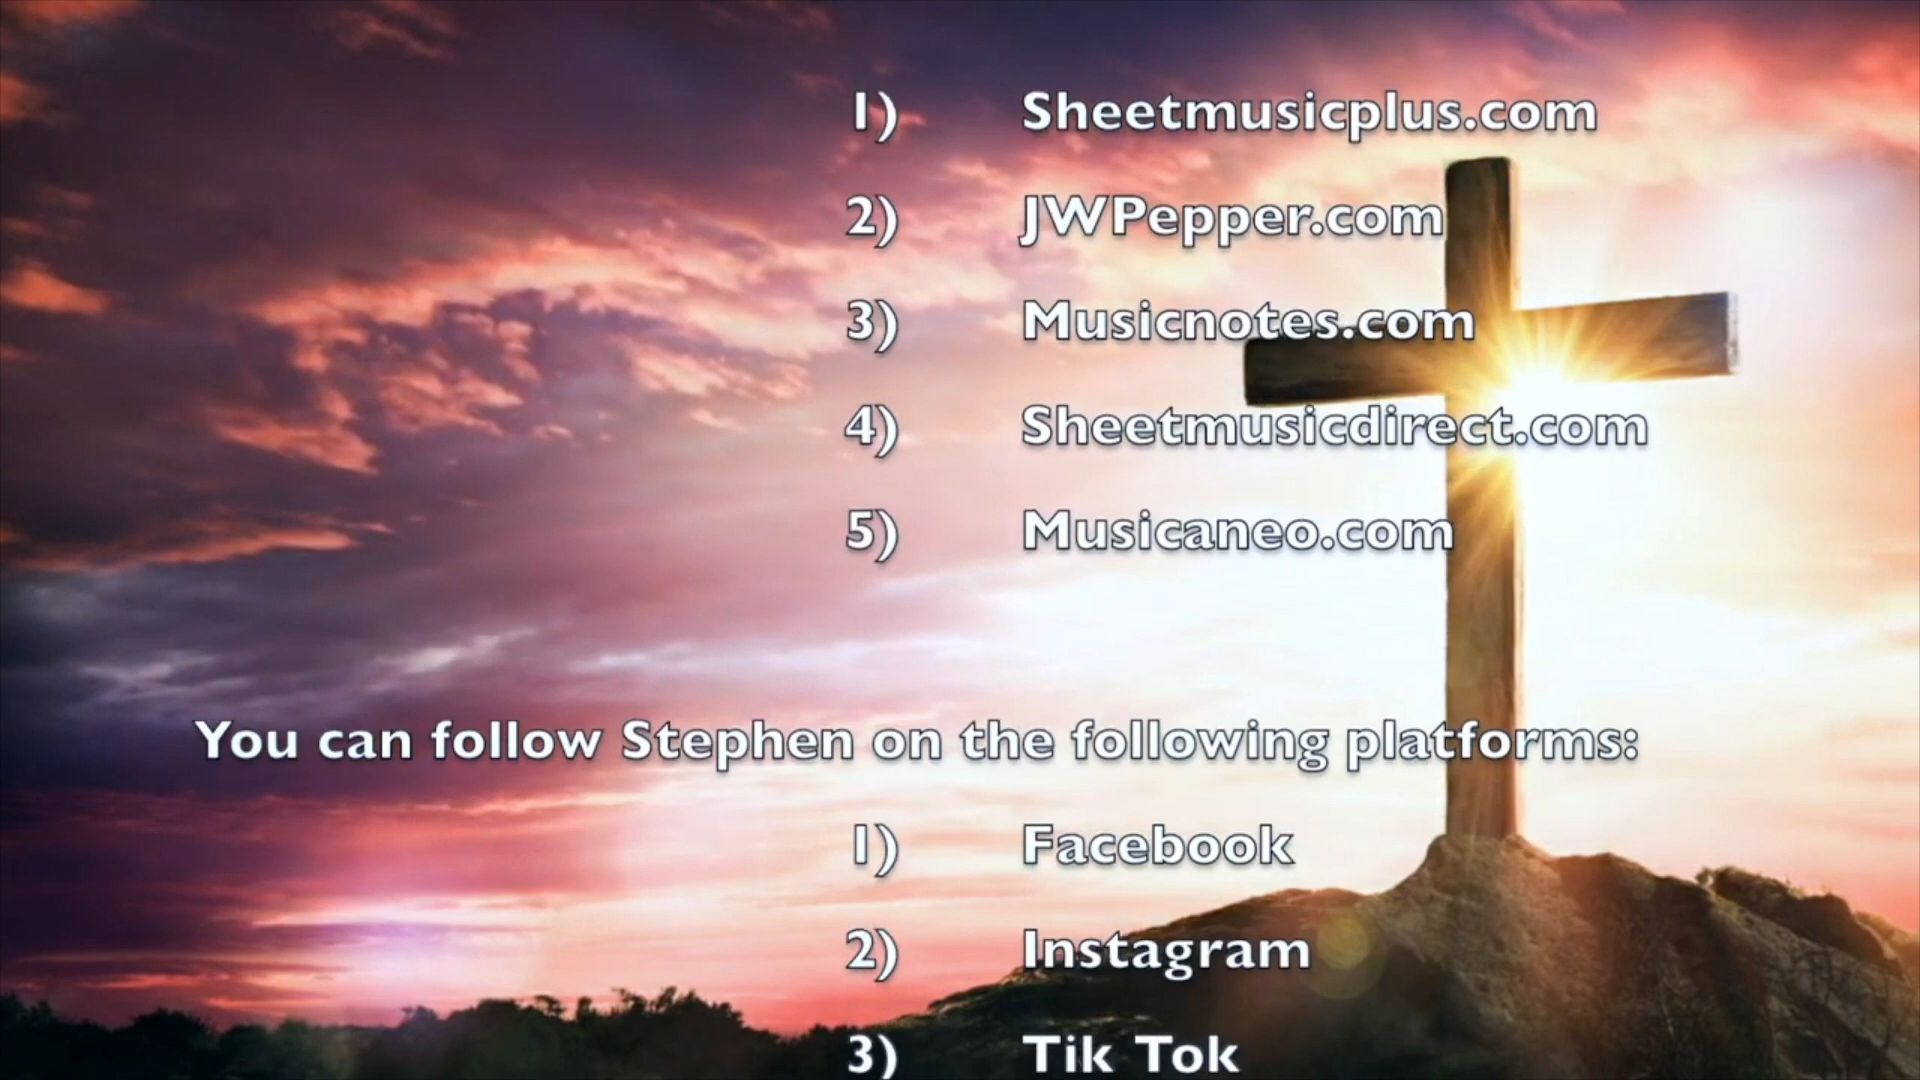 1) Sheetmusicplus.com
2) JWPepper.com
3) Musicnotes.com
4) Sheetmusicdirect.com
5) Musicaneo.com
You can follow Stephen on the following platforms:
1) Facebook
2) Instagram
3) Tik Tok